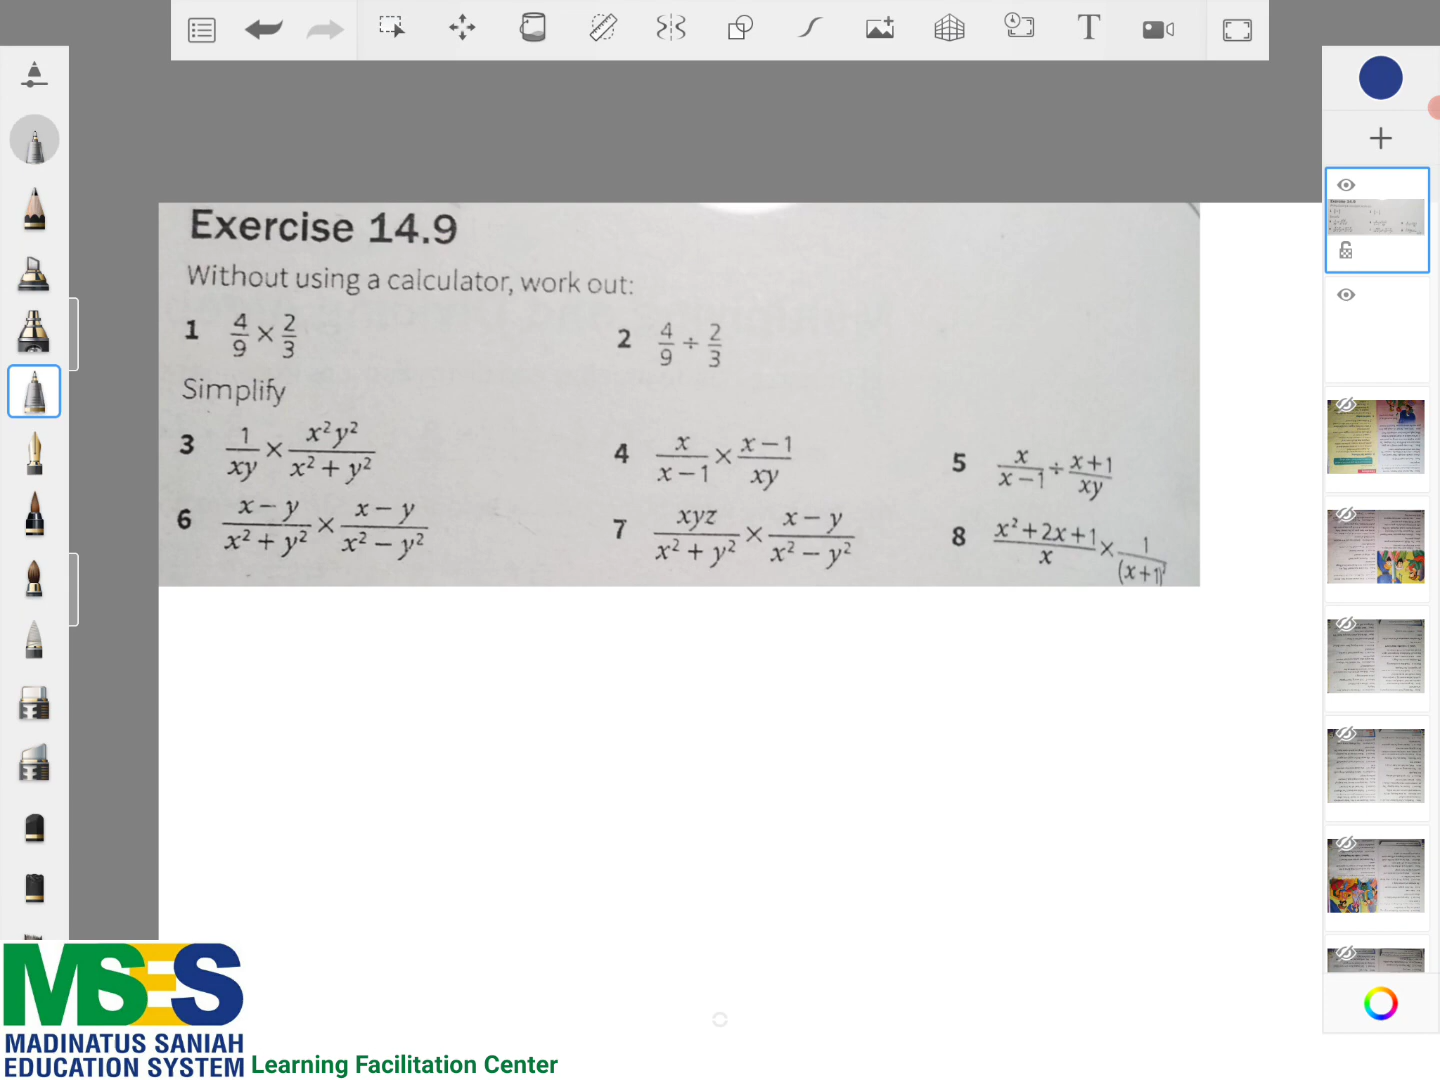 T
Exercise 14.9
Without using a calculator, work out:
1 4/9 × 2/3
2 4/9 ÷ 2/3
Simplify
3 1/xy × x²y²/x² + y²
4 x/x − 1 × x − 1/xy
5 x/x − 1 ÷ x + 1/xy
6 x − y/x² + y² × x − y/x² − y²
7 xyz/x² + y² × x − y/x² − y²
8 x² + 2x + 1/x × 1/(x+1)
MSES
MADINATUS SANIAH
EDUCATION SYSTEM
Learning Facilitation Center